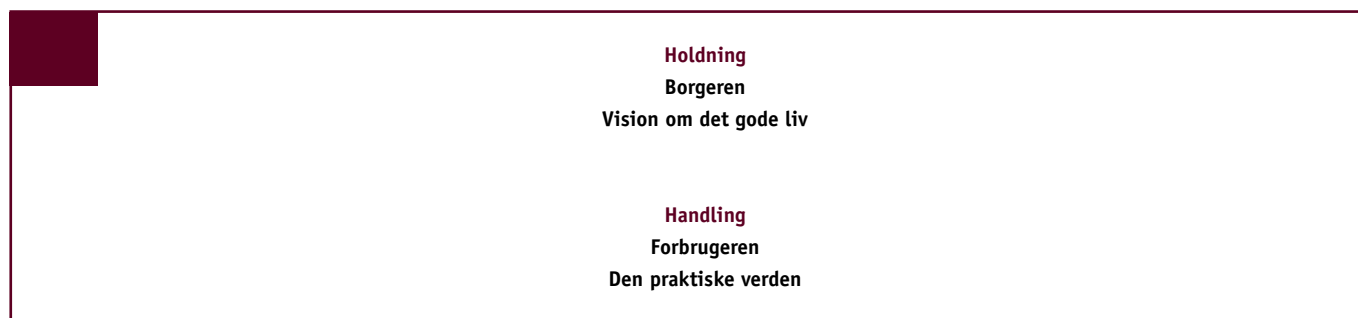 Holdning
Borgeren
Vision om det gode liv
Handling
Forbrugeren
Den praktiske verden